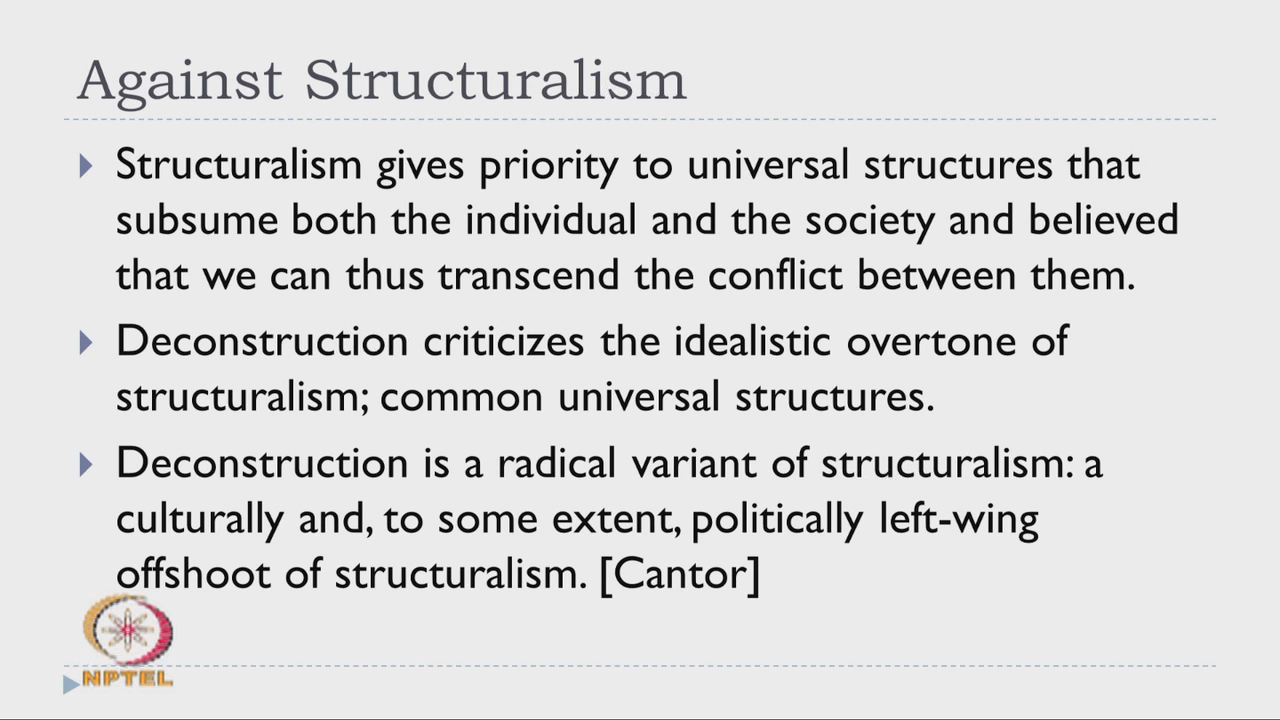 Against Structuralism
Structuralism gives priority to universal structures that
subsume both the individual and the society and believed
that we can thus transcend the conflict between them.
Deconstruction criticizes the idealistic overtone of
structuralism; common universal structures.
Deconstruction is a radical variant of structuralism: a
culturally and, to some extent, politically left-wing
offshoot of structuralism. [Cantor]
NPTEL